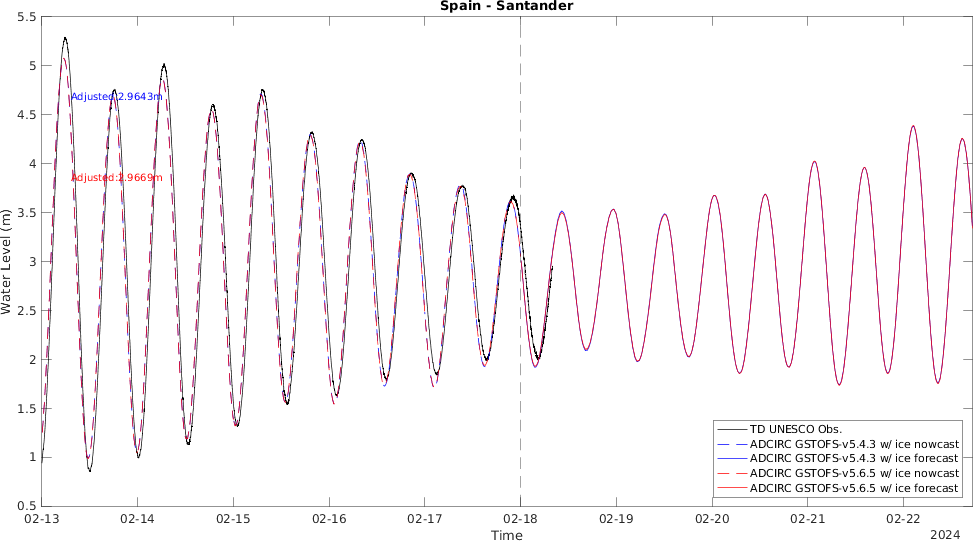 Spain - Santander
5.5
5
4.5
4
3.5
3
2.5
2
1.5
1
0.5
Water Level (m)
Adjusted:2.9643m
Adjusted:2.9669m
TD UNESCO Obs.
ADCIRC GSTOFS-v5.4.3 w/ ice nowcast
ADCIRC GSTOFS-v5.4.3 w/ ice forecast
ADCIRC GSTOFS-v5.6.5 w/ ice nowcast
ADCIRC GSTOFS-v5.6.5 w/ ice forecast
02-13 02-14 02-15 02-16 02-17 02-18 02-19 02-20 02-21 02-22
Time
2024